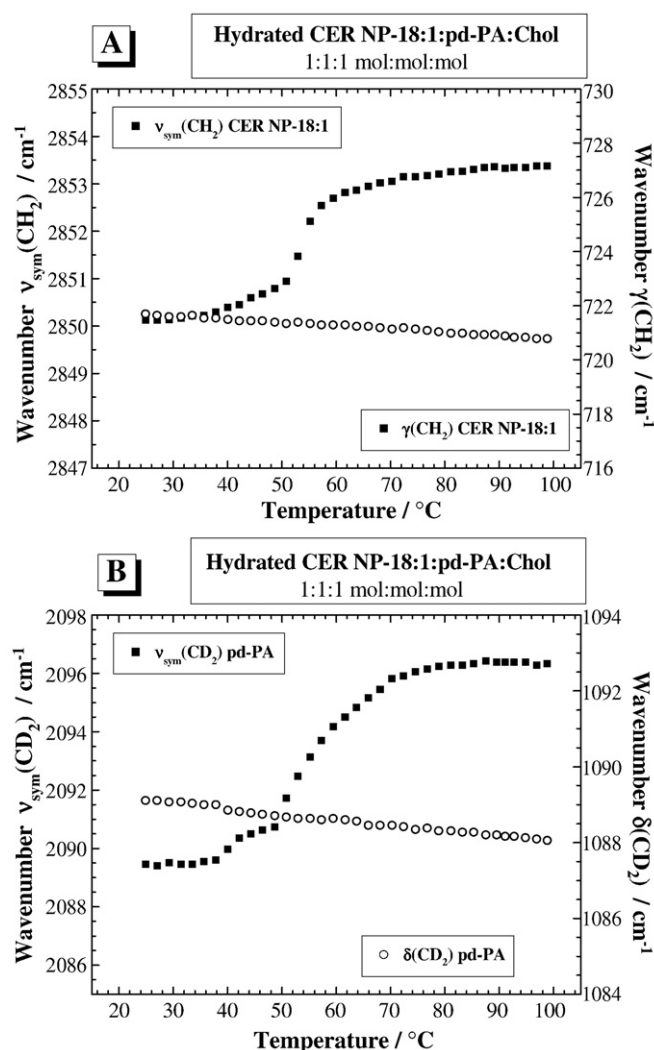 A
Hydrated CER NP-18:1:pd-PA:Chol
1:1:1 mol:mol:mol
2855
2854
2853
2852
2851
2850
2849
2848
2847
Wavenumber ν_sym(CH₂) / cm⁻¹
■ ν_sym(CH₂) CER NP-18:1
■ γ(CH₂) CER NP-18:1
730
728
726
724
722
720
718
716
Wavenumber γ(CH₂) / cm⁻¹
20 30 40 50 60 70 80 90 100
Temperature / °C
B
Hydrated CER NP-18:1:pd-PA:Chol
1:1:1 mol:mol:mol
2098
2096
2094
2092
2090
2088
2086
Wavenumber ν_sym(CD₂) / cm⁻¹
■ ν_sym(CD₂) pd-PA
○ δ(CD₂) pd-PA
1094
1092
1090
1088
1086
1084
Wavenumber δ(CD₂) / cm⁻¹
20 30 40 50 60 70 80 90 100
Temperature / °C